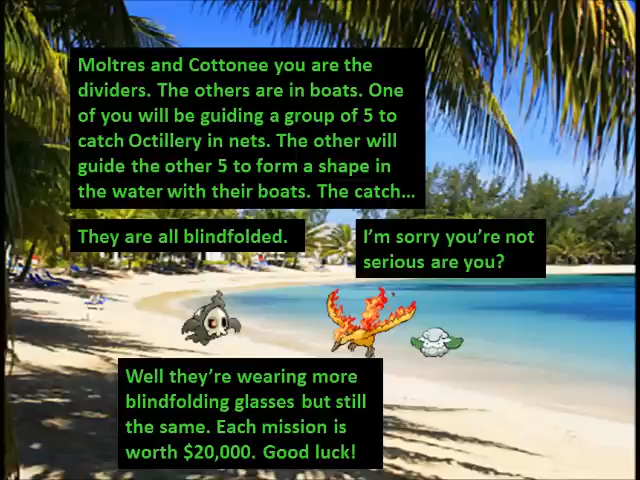 Moltres and Cottonee you are the
dividers. The others are in boats. One
of you will be guiding a group of 5 to
catch Octillery in nets. The other will
guide the other 5 to form a shape in
the water with their boats. The catch...
They are all blindfolded.
I'm sorry you're not
serious are you?
Well they're wearing more
blindfolding glasses but still
the same. Each mission is
worth $20,000. Good luck!